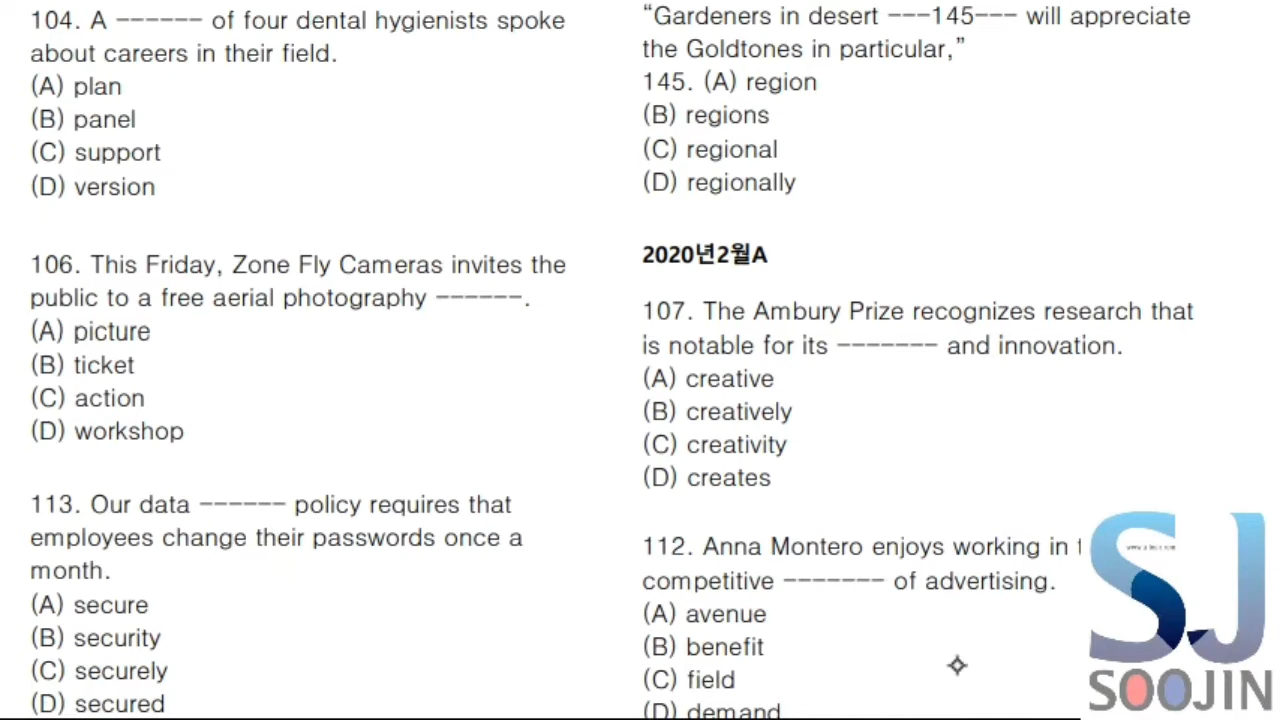 104. A ------ of four dental hygienists spoke
about careers in their field.
(A) plan
(B) panel
(C) support
(D) version
106. This Friday, Zone Fly Cameras invites the
public to a free aerial photography ------.
(A) picture
(B) ticket
(C) action
(D) workshop
113. Our data ------ policy requires that
employees change their passwords once a
month.
(A) secure
(B) security
(C) securely
(D) secured
“Gardeners in desert ---145--- will appreciate
the Goldtones in particular,”
145. (A) region
(B) regions
(C) regional
(D) regionally
2020년2월A
107. The Ambury Prize recognizes research that
is notable for its ------- and innovation.
(A) creative
(B) creatively
(C) creativity
(D) creates
112. Anna Montero enjoys working in
competitive ------- of advertising.
(A) avenue
(B) benefit
(C) field
(D) demand
SJ
SOOJIN